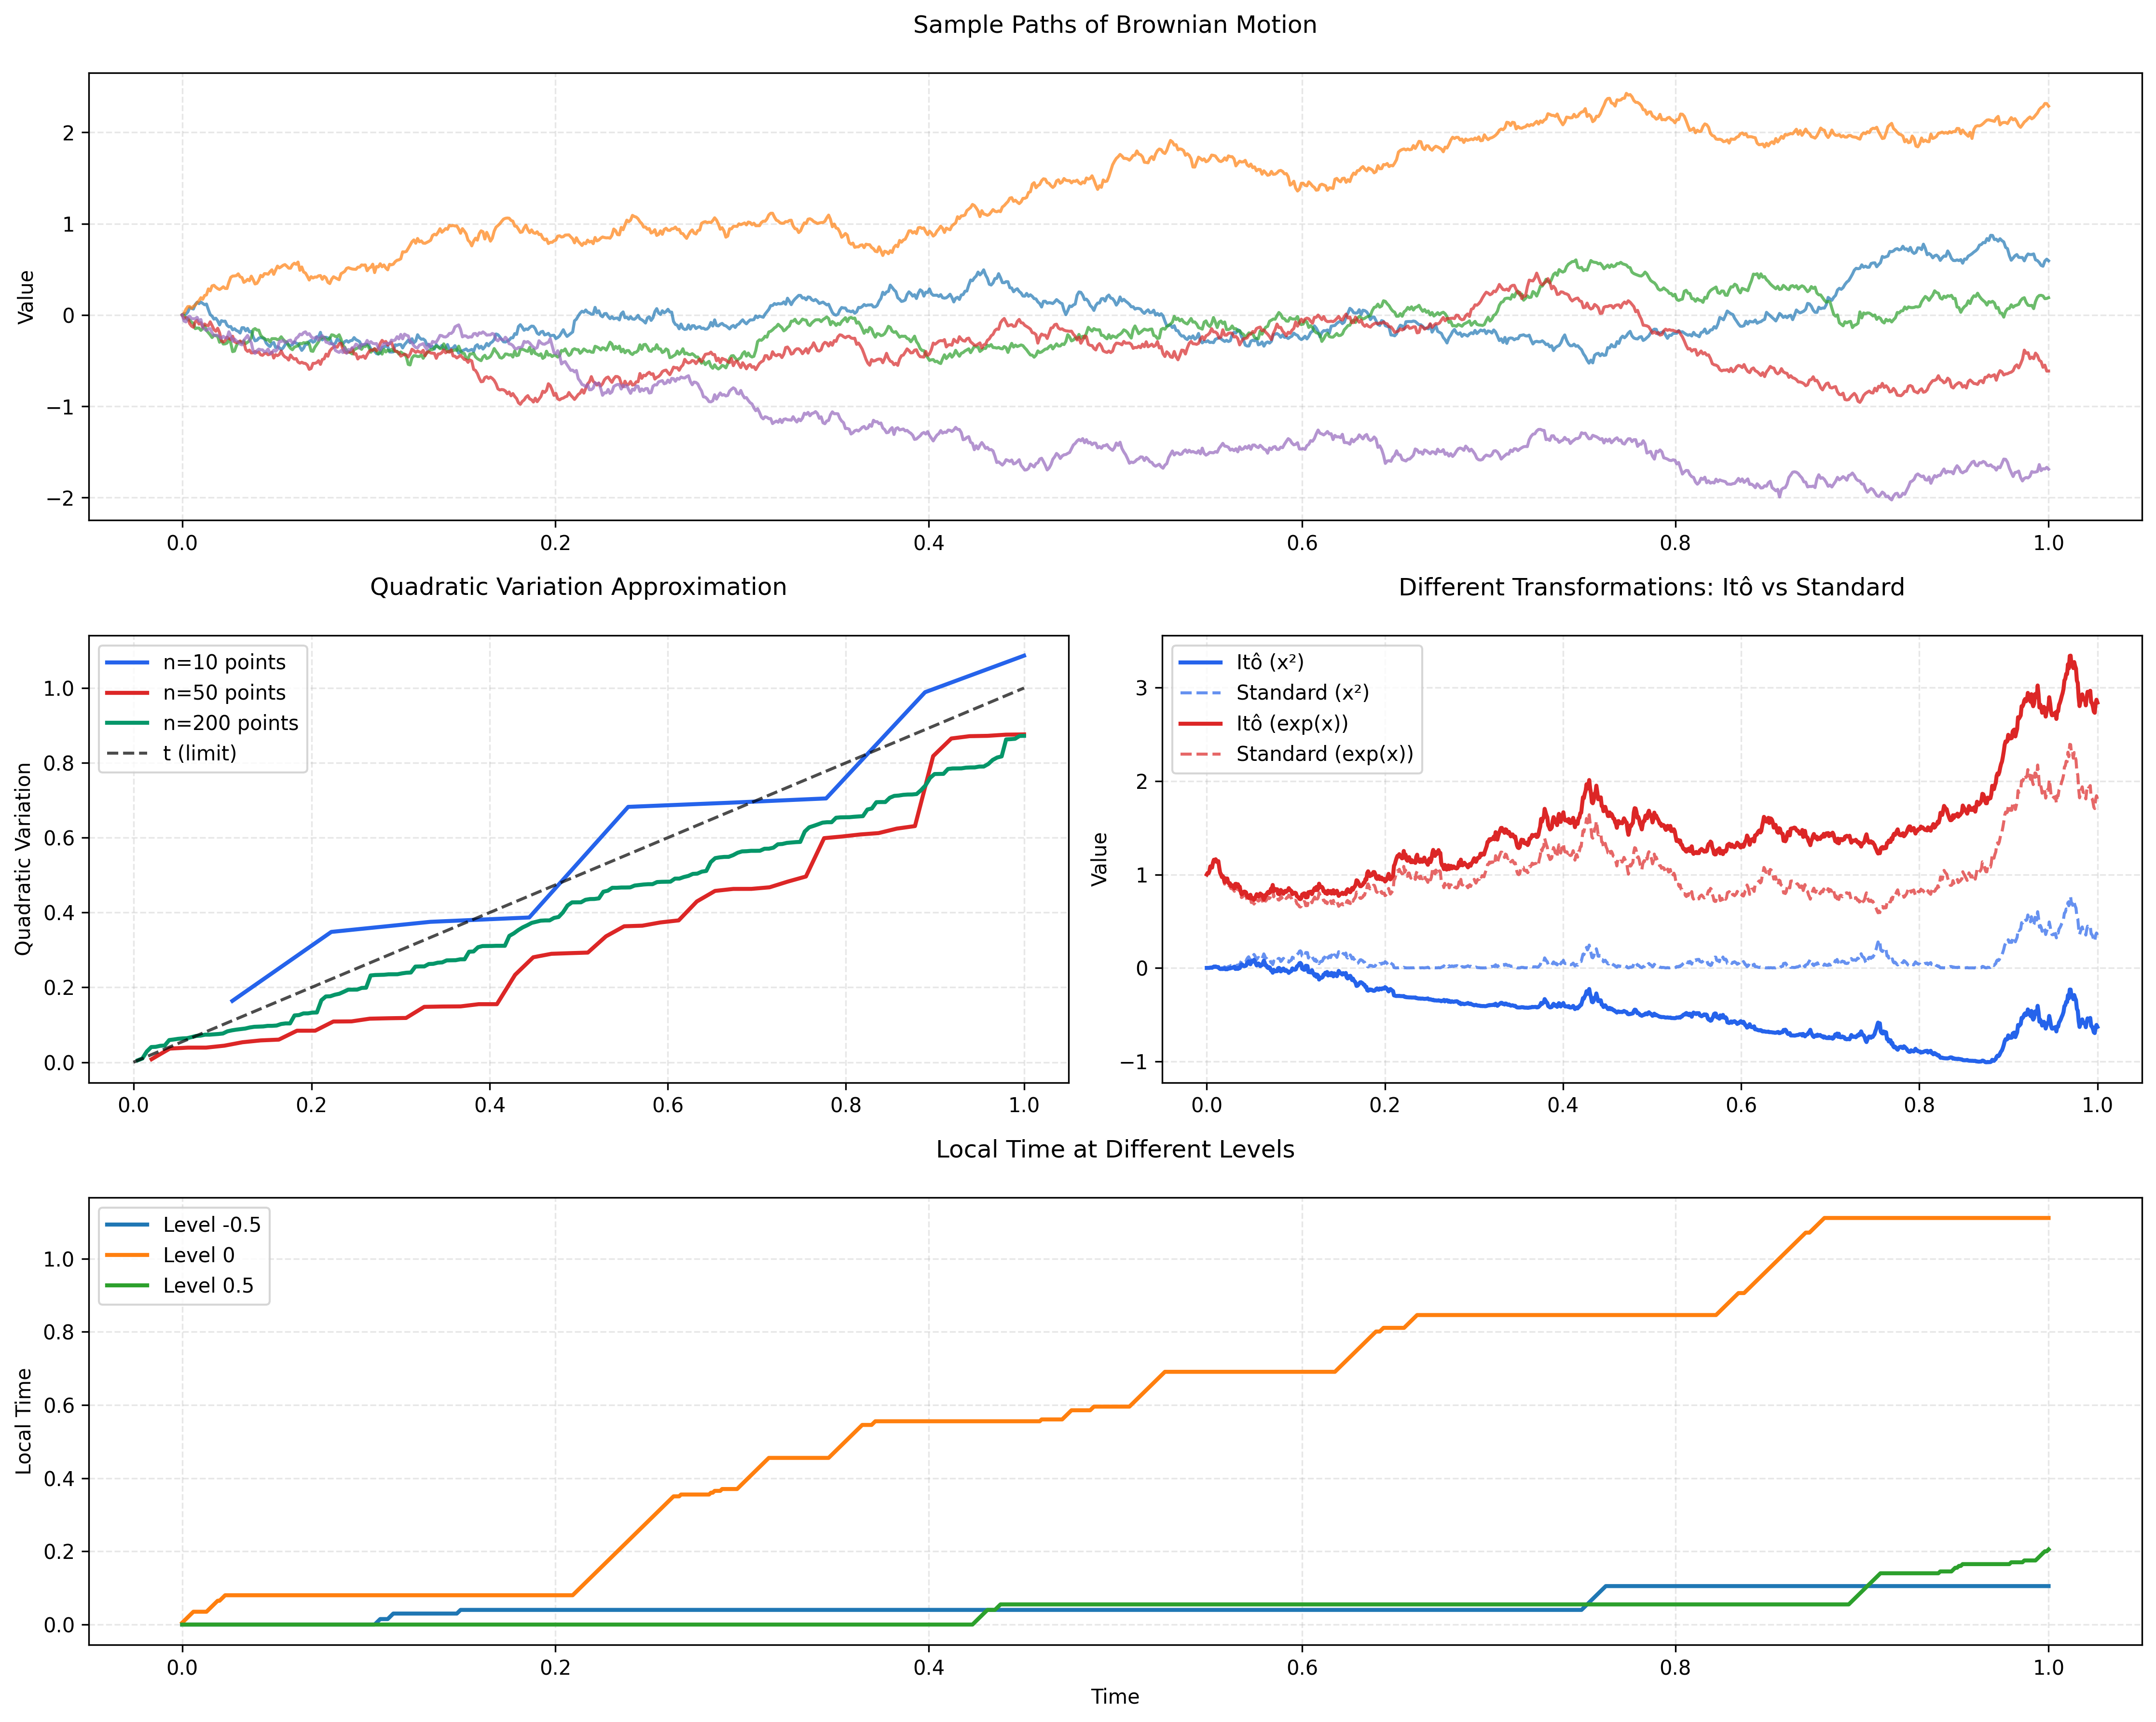 Sample Paths of Brownian Motion
Value
2
1
0
−1
−2
0.0 0.2 0.4 0.6 0.8 1.0
Quadratic Variation Approximation
Quadratic Variation
n=10 points
n=50 points
n=200 points
t (limit)
1.0
0.8
0.6
0.4
0.2
0.0
0.0 0.2 0.4 0.6 0.8 1.0
Different Transformations: Itô vs Standard
Value
Itô (x²)
Standard (x²)
Itô (exp(x))
Standard (exp(x))
3
2
1
0
−1
0.0 0.2 0.4 0.6 0.8 1.0
Local Time at Different Levels
Local Time
Level -0.5
Level 0
Level 0.5
1.0
0.8
0.6
0.4
0.2
0.0
0.0 0.2 0.4 0.6 0.8 1.0
Time